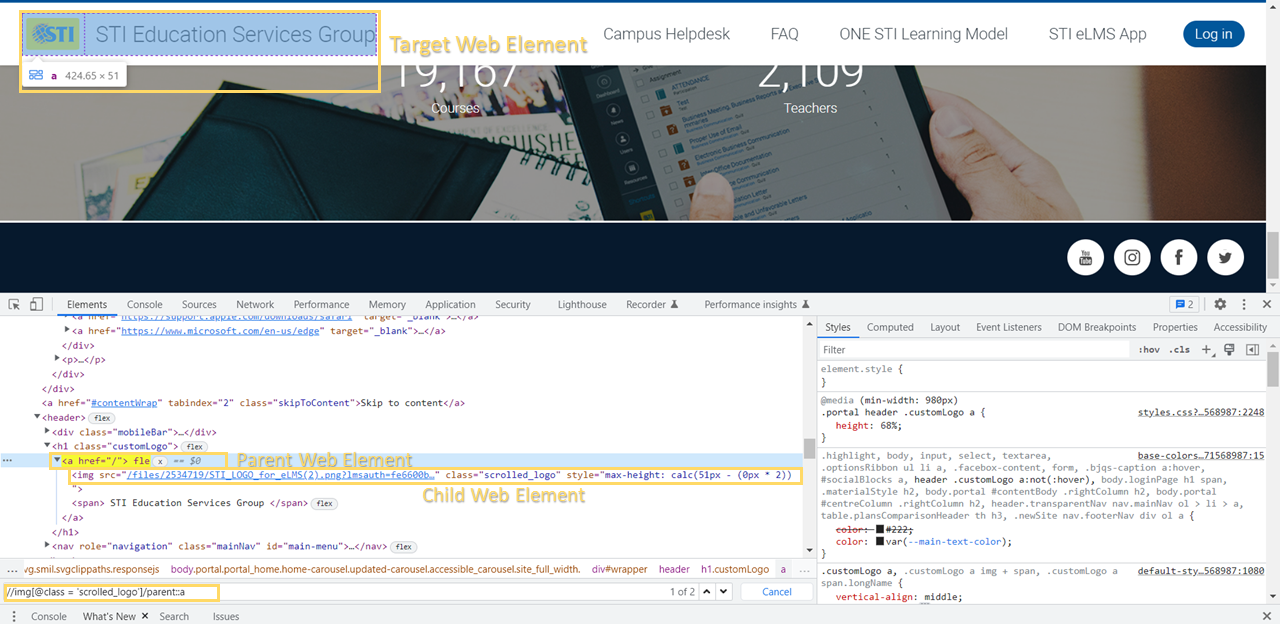 STI STI Education Services Group
Target Web Element
Campus Helpdesk FAQ ONE STI Learning Model STI eLMS App Log in
a 424.65 × 51
19,167 2,109
Courses Teachers
You
Tube
Elements Console Sources Network Performance Memory Application Security Lighthouse Recorder Performance insights 2
<a href="https://support.apple.com/downloads/safari" target="_blank">…</a>
<a href="https://www.microsoft.com/en-us/edge" target="_blank">…</a>
</div>
<p>…</p>
</div>
</div>
<a href="#contentWrap" tabindex="2" class="skipToContent">Skip to content</a>
<header> flex
<div class="mobileBar">…</div>
<h1 class="customLogo"> flex
… <a href="/"> fle x == $0 Parent Web Element
<img src="/files/2534719/STI_LOGO_for_eLMS(2).png?lmsauth=fe6600b…" class="scrolled_logo" style="max-height: calc(51px - (0px * 2))
">
Child Web Element
<span> STI Education Services Group </span> flex
</a>
</h1>
<nav role="navigation" class="mainNav" id="main-menu">…</nav> flex
… vg.smil.svgclippaths.responsejs body.portal.portal_home.home-carousel.updated-carousel.accessible_carousel.site_full_width. div#wrapper header h1.customLogo a …
//img[@class = 'scrolled_logo']/parent::a 1 of 2 Cancel
Styles Computed Layout Event Listeners DOM Breakpoints Properties Accessibility
Filter :hov .cls +
element.style {
}
@media (min-width: 980px)
.portal header .customLogo a { styles.css?…568987:2248
height: 68%;
}
.highlight, body, input, select, textarea, base-colors…71568987:15
.optionsRibbon ul li a, .facebox-content, form, .bjqs-caption a:hover,
#socialBlocks a, header .customLogo a:not(:hover), body.loginPage h1 span,
.materialStyle h2, body.portal #contentBody .rightColumn h2, body.portal
#centreColumn .rightColumn h2, header.transparentNav nav.mainNav ol > li > a,
table.plansComparisonHeader th h3, .newSite nav.footerNav div ol a {
color: #222;
color: var(--main-text-color);
}
.customLogo a, .customLogo a img + span, .customLogo a default-sty…568987:1080
span.longName {
vertical-align: middle;
Console What's New Search Issues